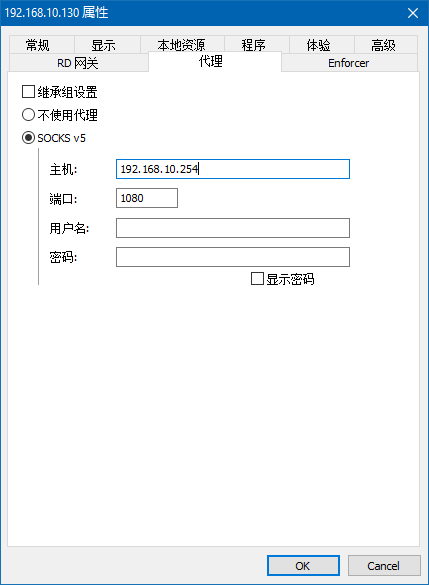 192.168.10.130 属性
常规 显示 本地资源 程序 体验 高级
RD 网关 代理 Enforcer
继承组设置
不使用代理
SOCKS v5
主机: 192.168.10.254
端口: 1080
用户名:
密码:
显示密码
OK Cancel